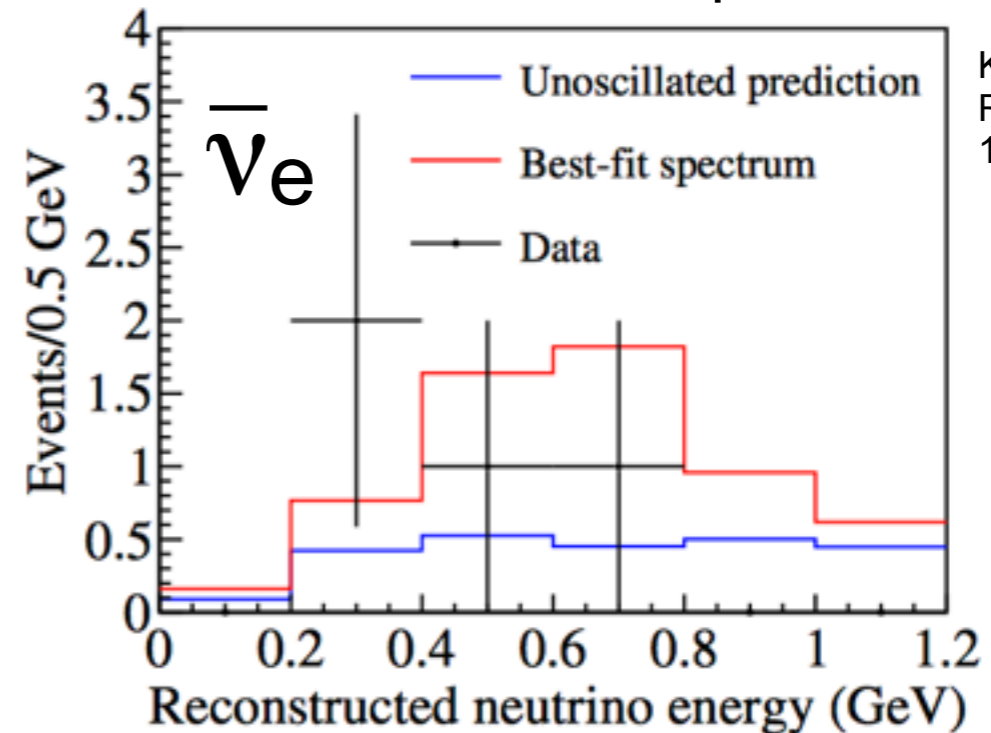 4
3.5
3
2.5
2
1.5
1
0.5
0
Events/0.5 GeV
ν̅e
Unoscillated prediction
Best-fit spectrum
Data
K
F
1
0 0.2 0.4 0.6 0.8 1 1.2
Reconstructed neutrino energy (GeV)